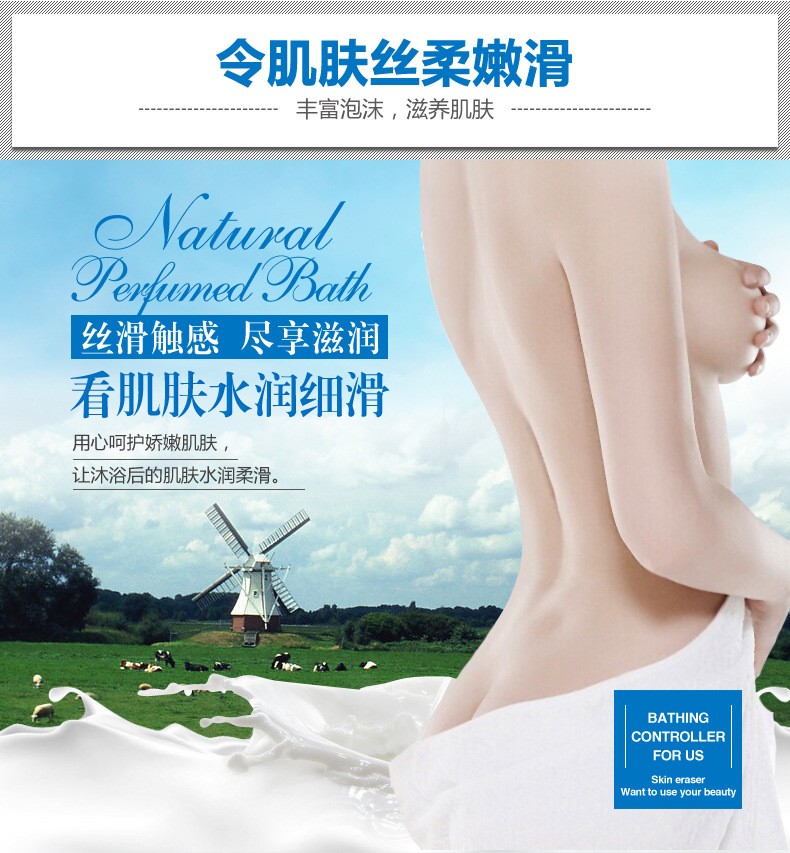 令肌肤丝柔嫩滑
丰富泡沫，滋养肌肤
Natural
Perfumed Bath
丝滑触感 尽享滋润
看肌肤水润细滑
用心呵护娇嫩肌肤，
让沐浴后的肌肤水润柔滑。
BATHING
CONTROLLER
FOR US
Skin eraser
Want to use your beauty